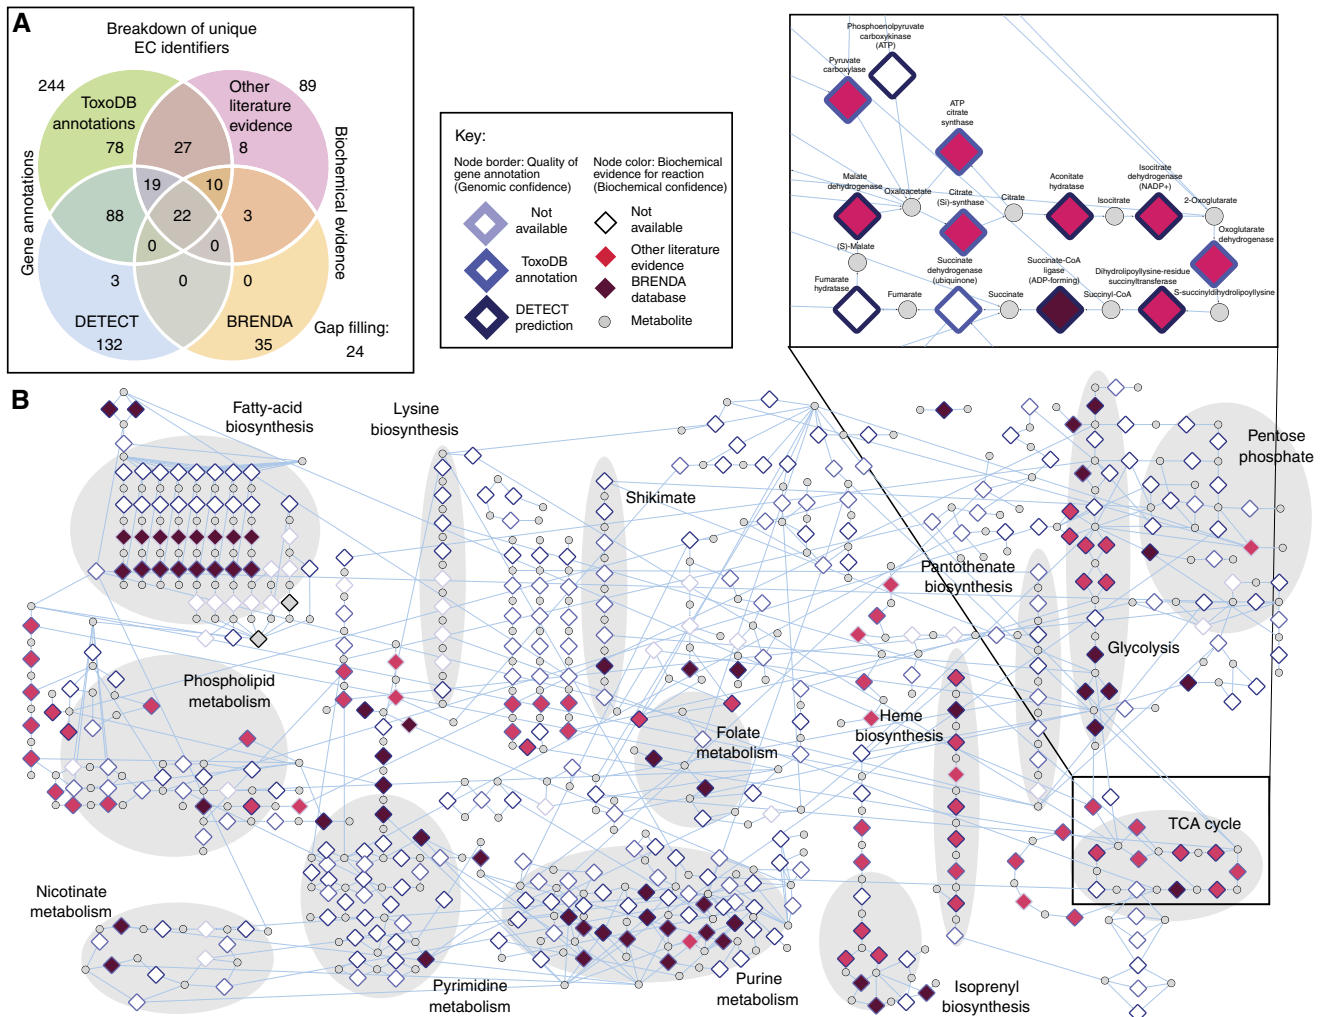 A
Breakdown of unique
EC identifiers
244
89
ToxoDB
annotations
78
Other
literature
evidence
8
27
19
10
88
22
3
0
0
3
0
0
DETECT
132
BRENDA
35
Gap filling:
24
Gene annotations
Biochemical evidence
Key:
Node border: Quality of
gene annotation
(Genomic confidence)
Node color: Biochemical
evidence for reaction
(Biochemical confidence)
Not
available
ToxoDB
annotation
DETECT
prediction
Not
available
Other literature
evidence
BRENDA
database
Metabolite
Phosphoenolpyruvate
carboxykinase
(ATP)
Pyruvate
carboxylase
ATP
citrate
synthase
Malate
dehydrogenase
Oxaloacetate
Citrate
(Si)-synthase
Citrate
Aconitate
hydratase
Isocitrate
Isocitrate
dehydrogenase
(NADP+)
2-Oxoglutarate
Oxoglutarate
dehydrogenase
(S)-Malate
Fumarate
hydratase
Fumarate
Succinate
dehydrogenase
(ubiquinone)
Succinate
Succinate-CoA
ligase
(ADP-forming)
Succinyl-CoA
Dihydrolipoyllysine-residue
succinyltransferase
S-succinyldihydrolipoyllysine
B
Fatty-acid
biosynthesis
Lysine
biosynthesis
Shikimate
Pentose
phosphate
Pantothenate
biosynthesis
Glycolysis
Phospholipid
metabolism
Folate
metabolism
Heme
biosynthesis
TCA cycle
Nicotinate
metabolism
Pyrimidine
metabolism
Purine
metabolism
Isoprenyl
biosynthesis